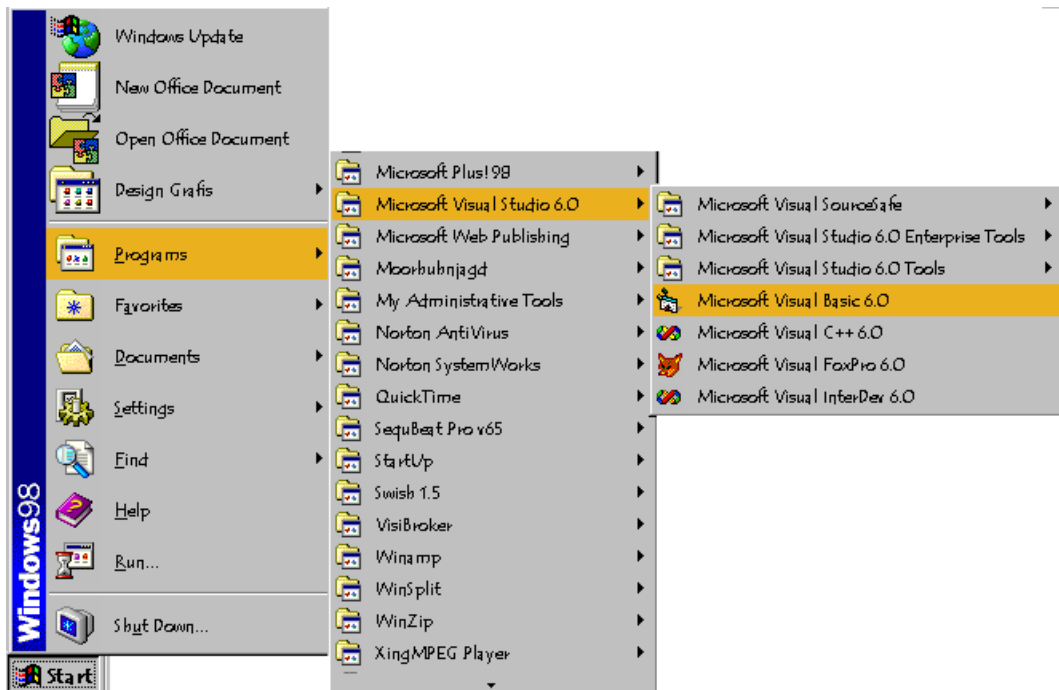 Windows Update
New Office Document
Open Office Document
Design Grafis
Programs
Favorites
Documents
Settings
Find
Help
Run...
Shut Down...
Windows98
Start
Microsoft Plus! 98
Microsoft Visual Studio 6.0
Microsoft Web Publishing
Moorhuhnjagd
My Administrative Tools
Norton AntiVirus
Norton SystemWorks
QuickTime
SequBeat Pro v65
StartUp
Swish 1.5
VisiBroker
Winamp
WinSplit
WinZip
XingMPEG Player
Microsoft Visual SourceSafe
Microsoft Visual Studio 6.0 Enterprise Tools
Microsoft Visual Studio 6.0 Tools
Microsoft Visual Basic 6.0
Microsoft Visual C++ 6.0
Microsoft Visual FoxPro 6.0
Microsoft Visual InterDev 6.0